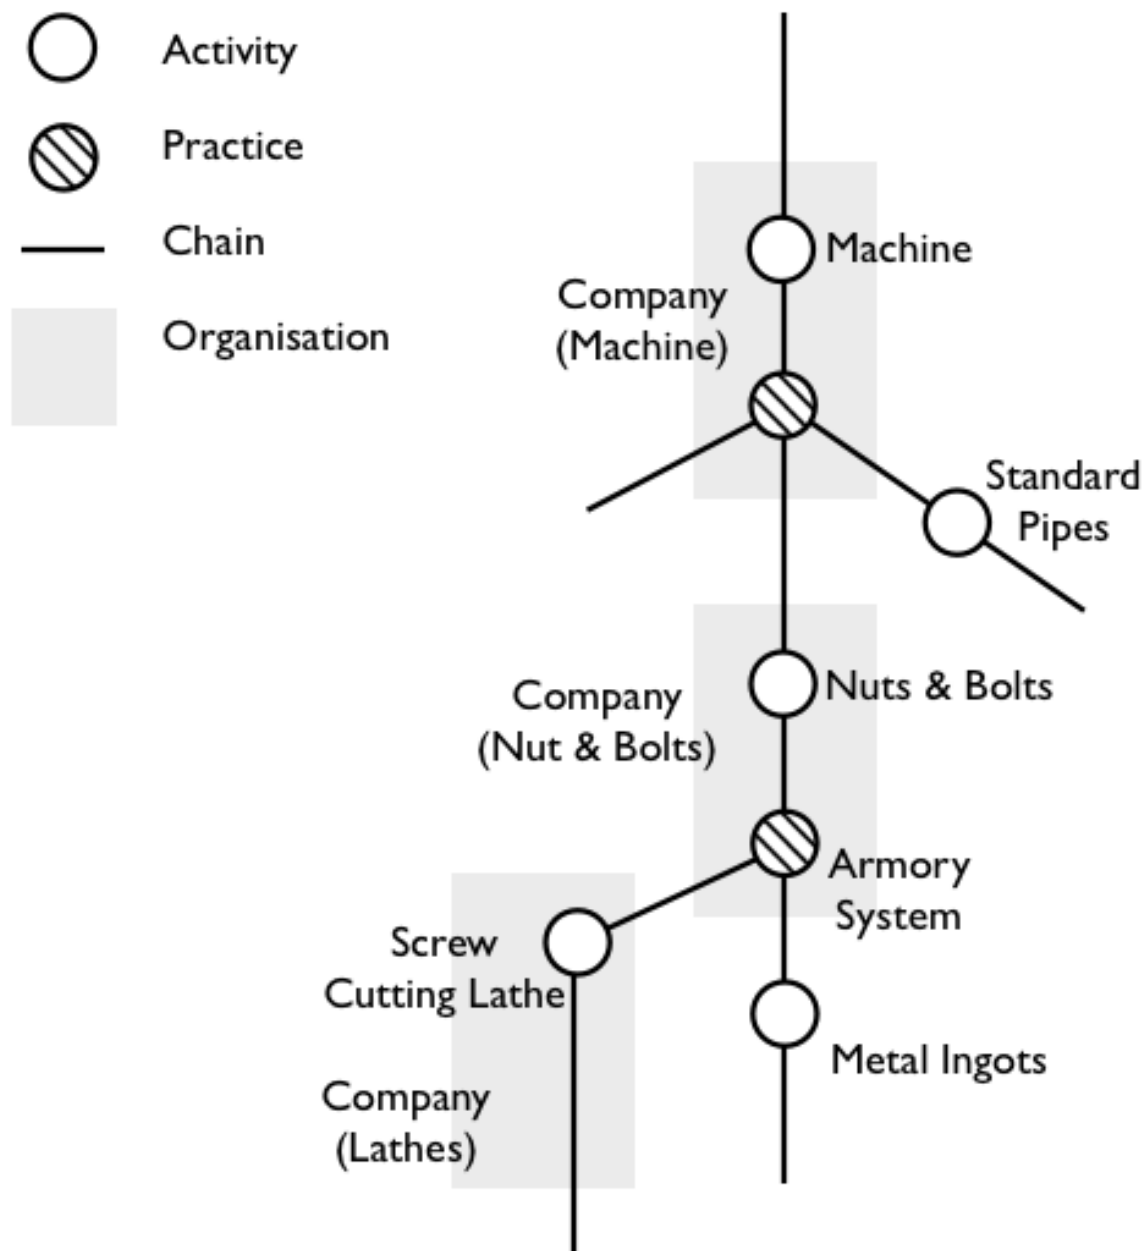 Activity
Practice
Chain
Organisation
Machine
Company
(Machine)
Standard
Pipes
Nuts & Bolts
Company
(Nut & Bolts)
Armory
System
Screw
Cutting Lathe
Metal Ingots
Company
(Lathes)